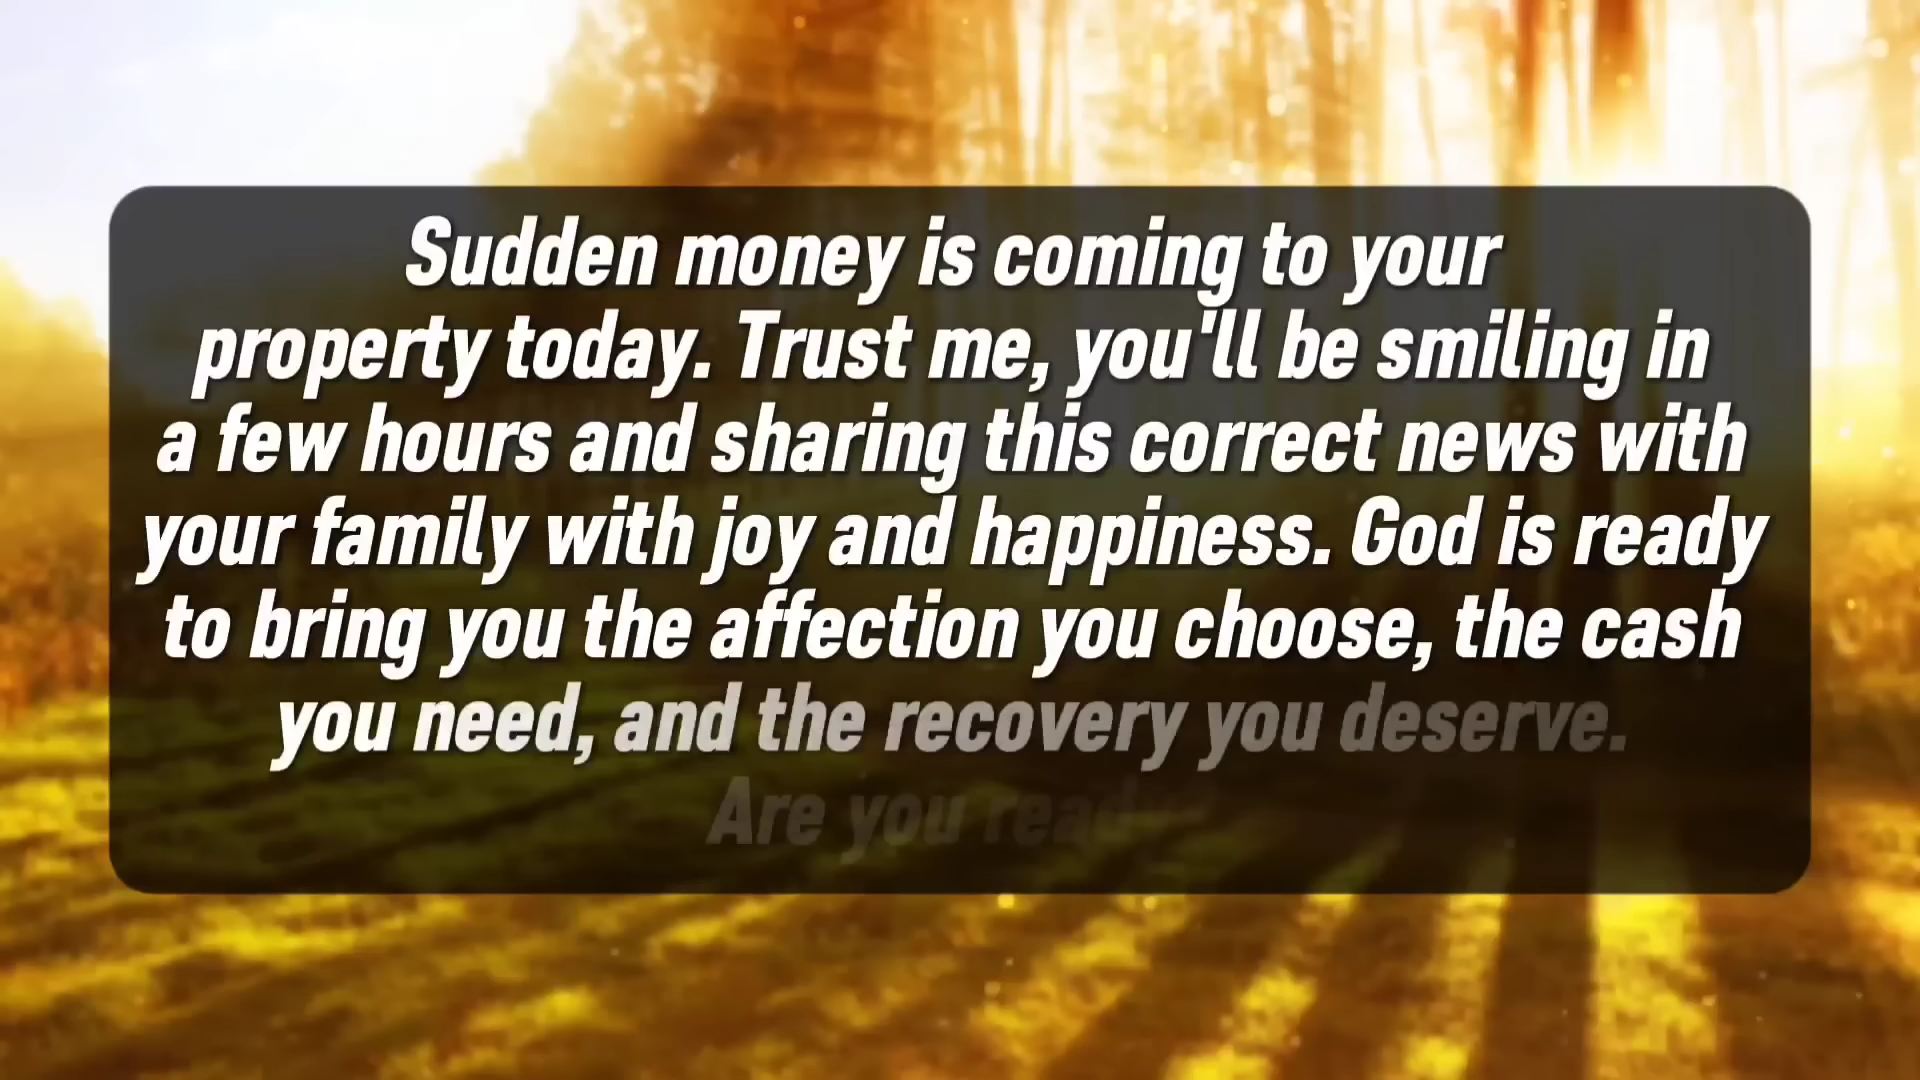 Sudden money is coming to your
property today. Trust me, you'll be smiling in
a few hours and sharing this correct news with
your family with joy and happiness. God is ready
to bring you the affection you choose, the cash
you need, and the recovery you deserve.
Are you ready?